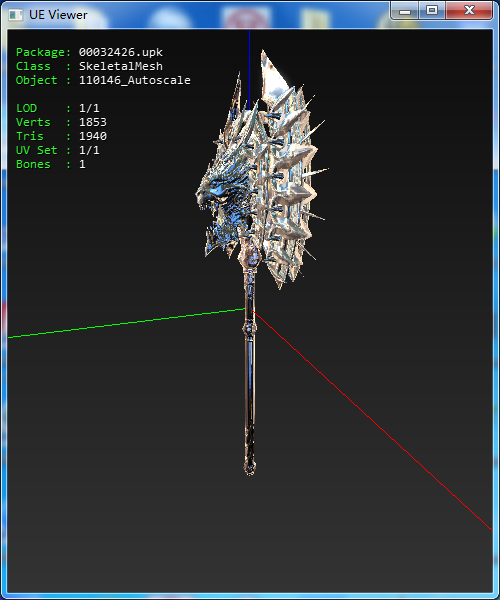 UE Viewer
Package: 00032426.upk
Class  : SkeletalMesh
Object : 110146_Autoscale
LOD    : 1/1
Verts  : 1853
Tris   : 1940
UV Set : 1/1
Bones  : 1